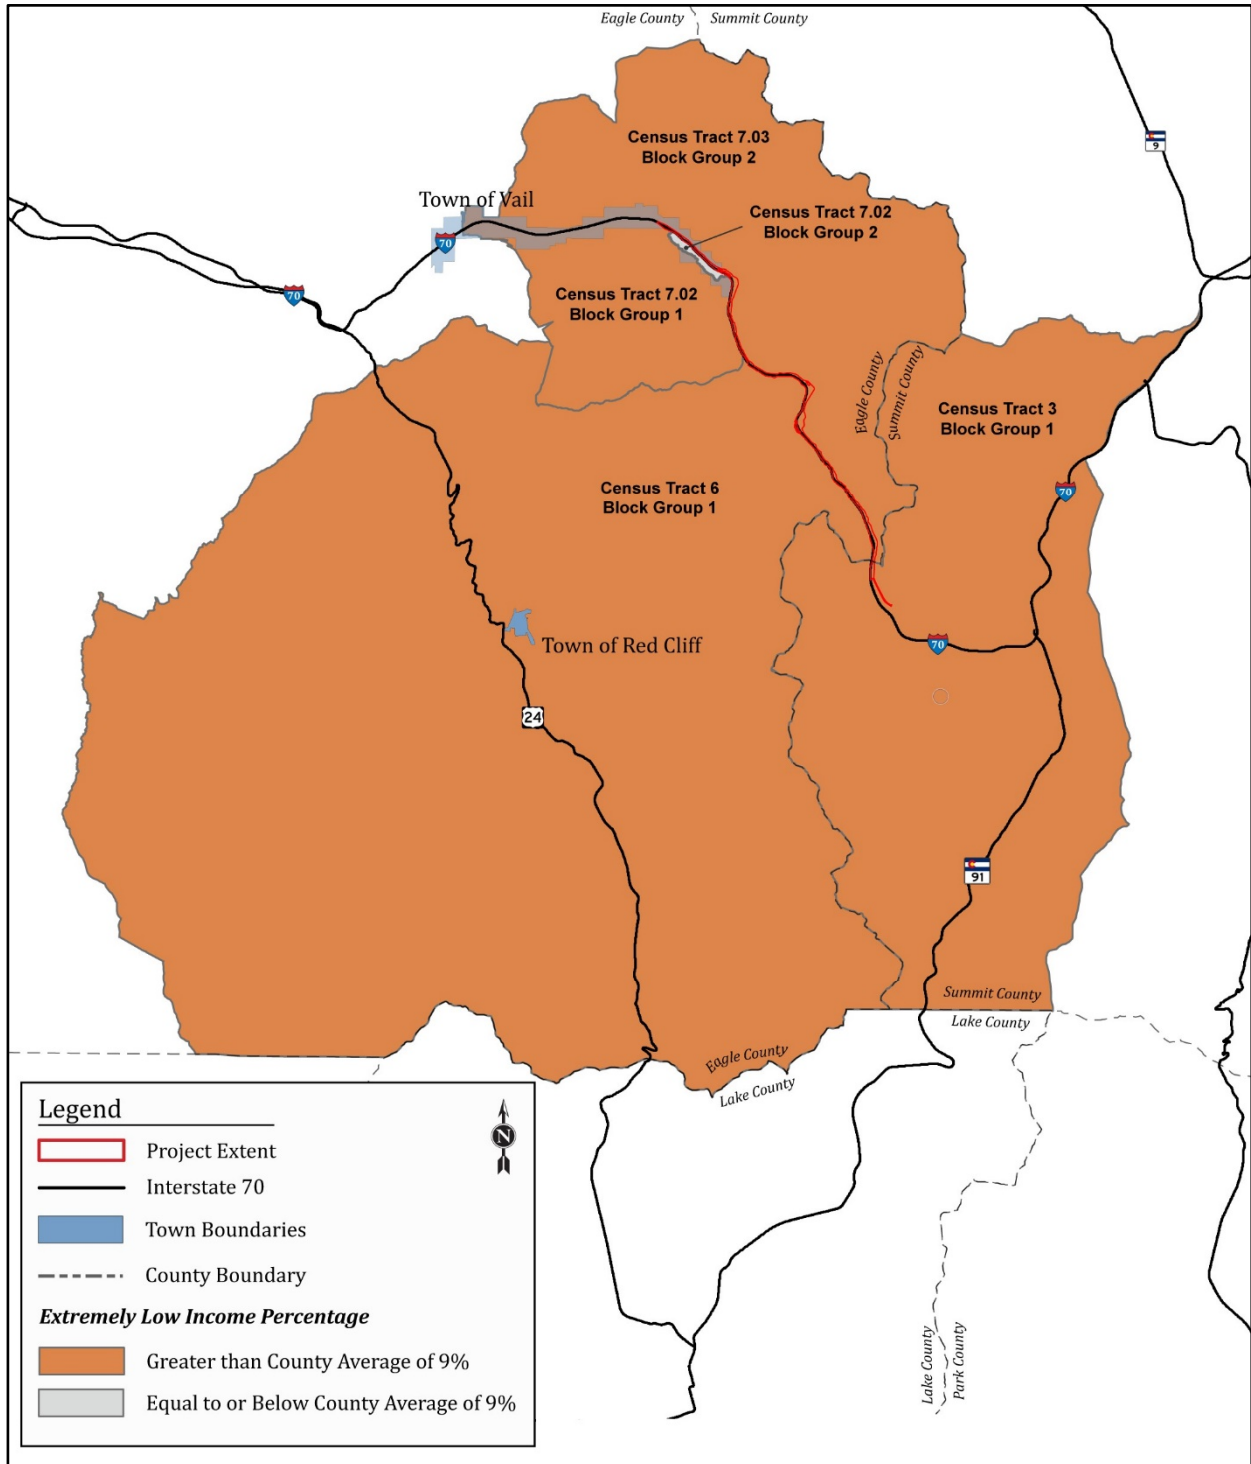 Eagle County
Summit County
9
Census Tract 7.03
Block Group 2
Town of Vail
Census Tract 7.02
Block Group 2
70
70
Census Tract 7.02
Block Group 1
Eagle County
Summit County
Census Tract 3
Block Group 1
Census Tract 6
Block Group 1
70
Town of Red Cliff
70
24
91
Summit County
Lake County
Eagle County
Lake County
Legend
N
Project Extent
Interstate 70
Town Boundaries
County Boundary
Extremely Low Income Percentage
Greater than County Average of 9%
Equal to or Below County Average of 9%
Lake County
Park County